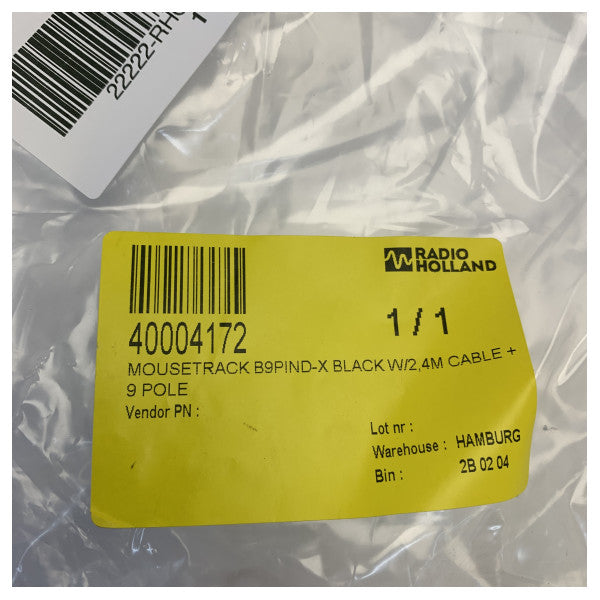 22222-RH
1
RADIO
HOLLAND
40004172
1 / 1
MOUSETRACK B9PIND-X BLACK W/2,4M CABLE +
9 POLE
Vendor PN :
Lot nr :
Warehouse : HAMBURG
Bin : 2B 02 04